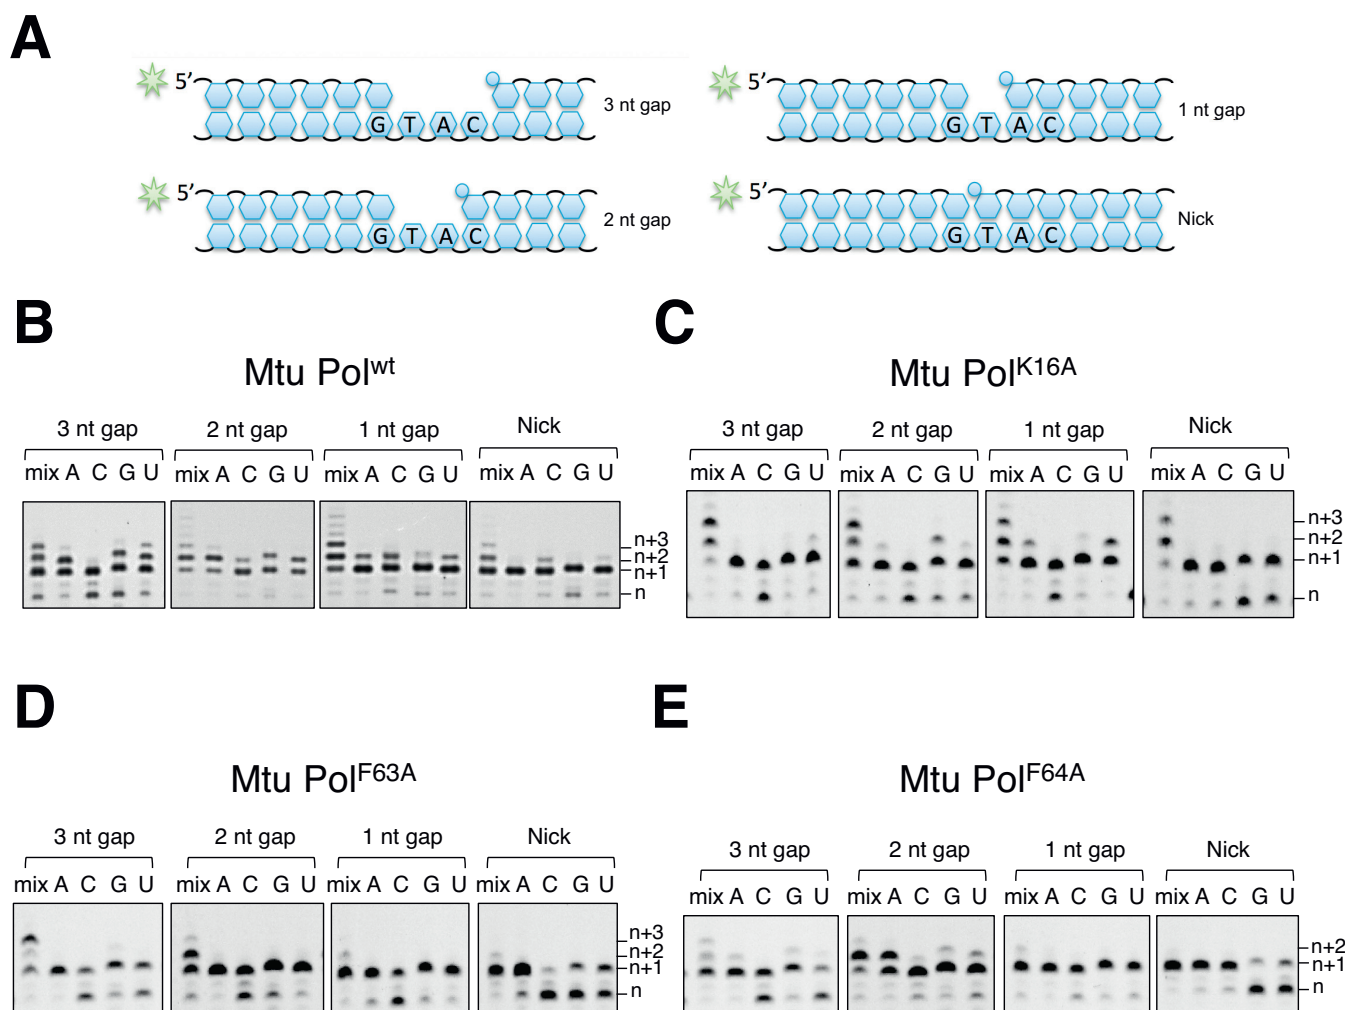 A
5’
3 nt gap
G T A C
5’
1 nt gap
G T A C
5’
2 nt gap
G T A C
5’
Nick
G T A C
B
Mtu Polwt
3 nt gap 2 nt gap 1 nt gap Nick
mix A C G U mix A C G U mix A C G U mix A C G U
n+3
n+2
n+1
n
C
Mtu PolK16A
3 nt gap 2 nt gap 1 nt gap Nick
mix A C G U mix A C G U mix A C G U mix A C G U
n+3
n+2
n+1
n
D
Mtu PolF63A
3 nt gap 2 nt gap 1 nt gap Nick
mix A C G U mix A C G U mix A C G U mix A C G U
n+3
n+2
n+1
n
E
Mtu PolF64A
3 nt gap 2 nt gap 1 nt gap Nick
mix A C G U mix A C G U mix A C G U mix A C G U
n+2
n+1
n